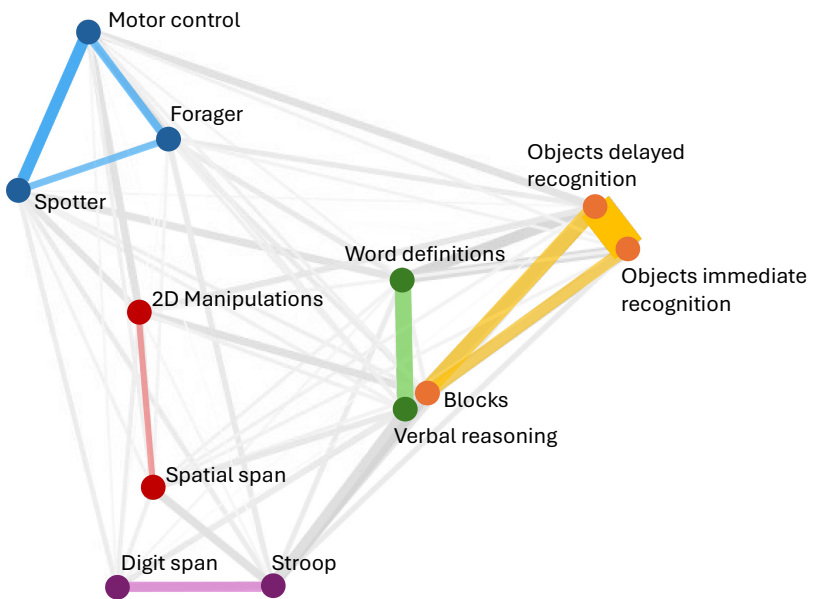 Motor control
Forager
Objects delayed
recognition
Spotter
Word definitions
Objects immediate
recognition
2D Manipulations
Blocks
Verbal reasoning
Spatial span
Digit span
Stroop